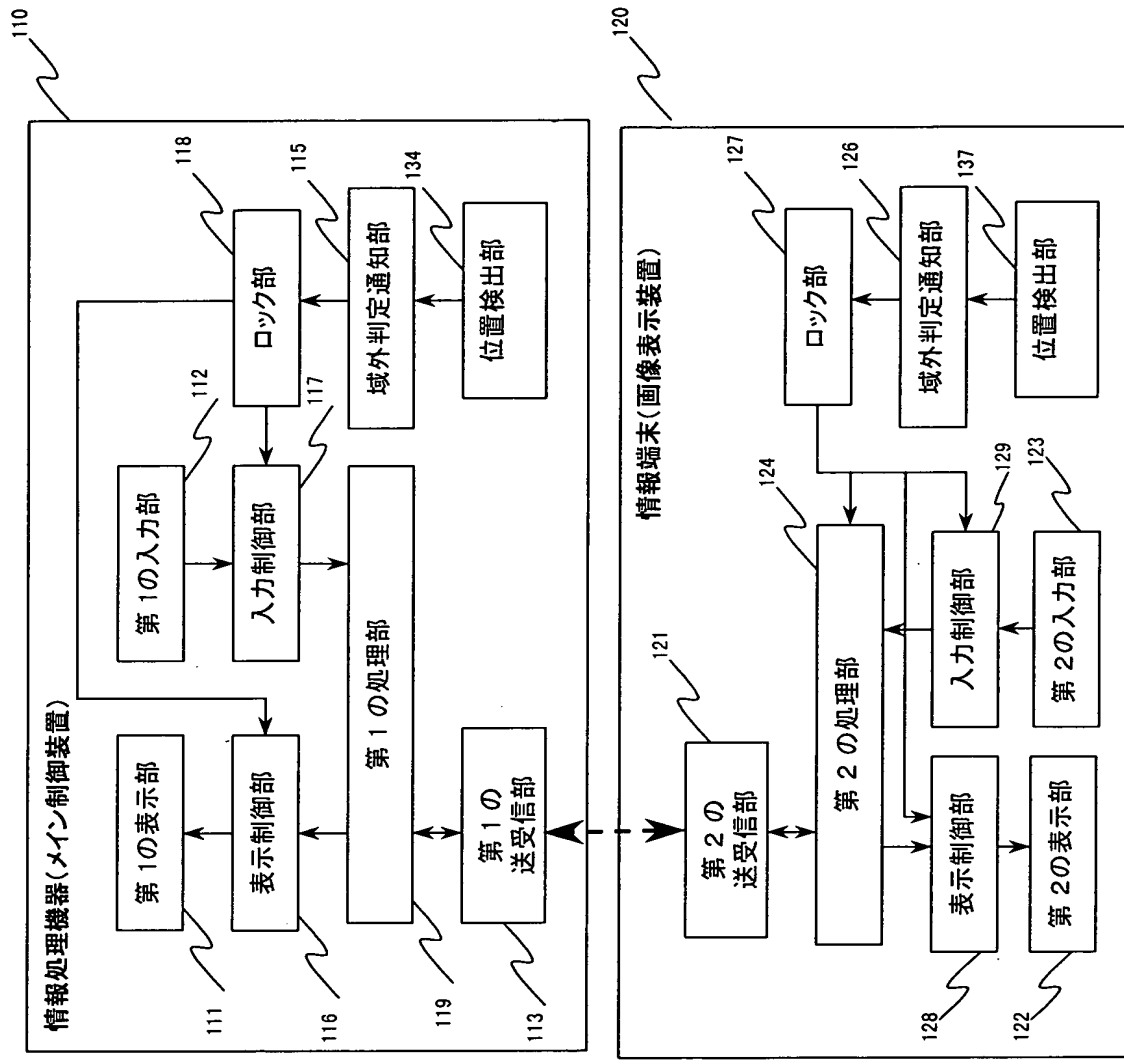 110
情報処理機器(メイン制御装置)
第1の表示部
111
第1の入力部
112
ロック部
118
表示制御部
116
入力制御部
117
域外判定通知部
115
第1の処理部
119
位置検出部
134
第1の
送受信部
113
120
情報端末(画像表示装置)
第2の
送受信部
121
ロック部
127
第2の処理部
124
域外判定通知部
126
表示制御部
128
入力制御部
129
位置検出部
137
第2の表示部
122
第2の入力部
123